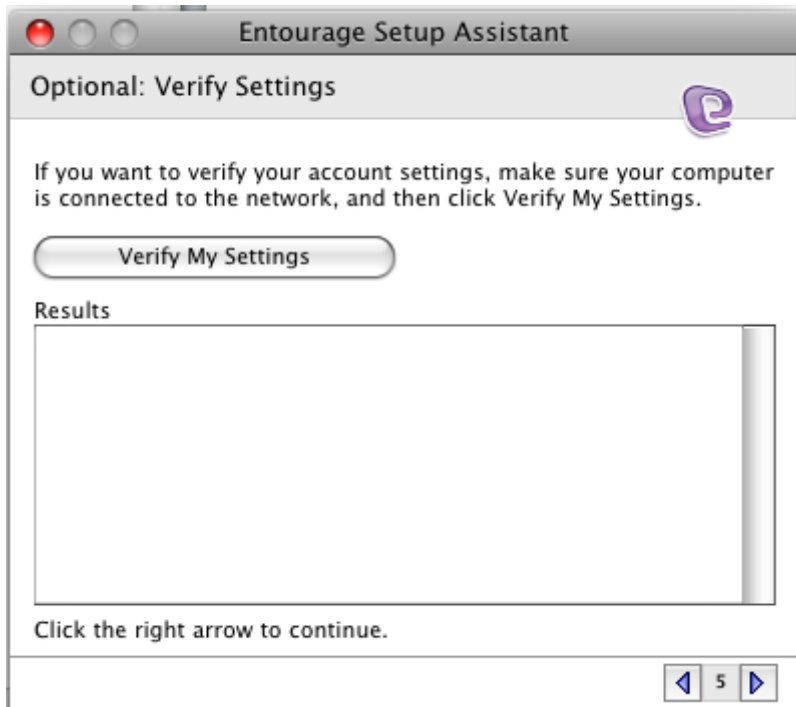 Entourage Setup Assistant
Optional: Verify Settings
If you want to verify your account settings, make sure your computer
is connected to the network, and then click Verify My Settings.
Verify My Settings
Results
Click the right arrow to continue.
5